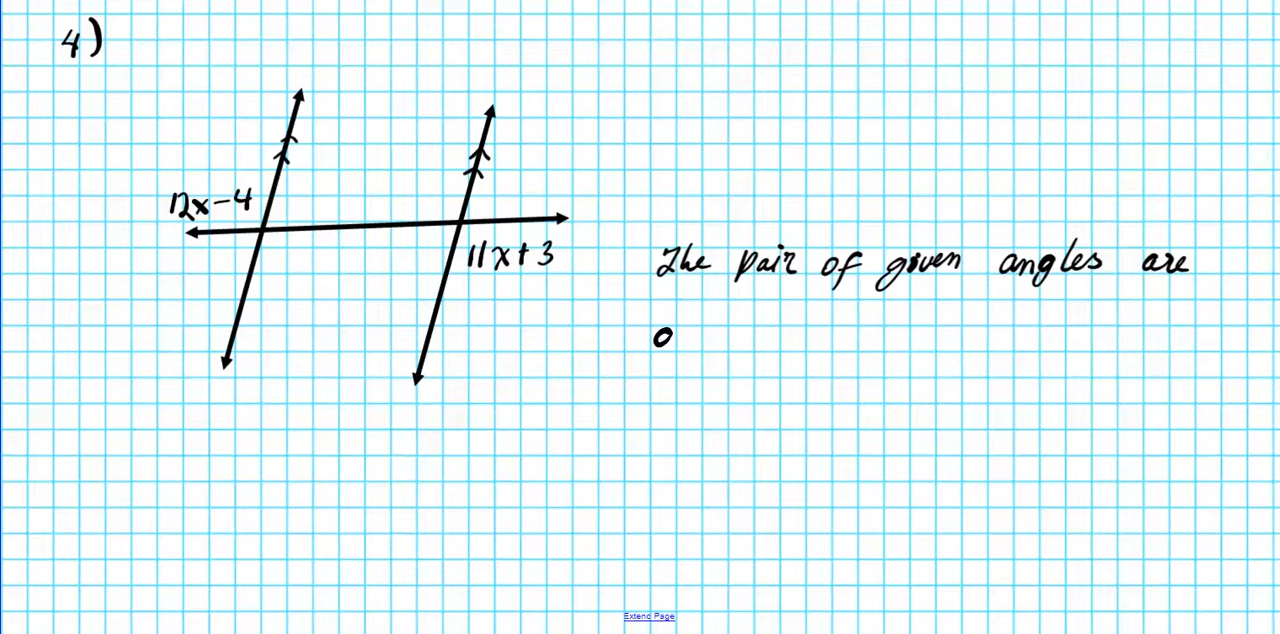 4)
12x-4
11x+3
The pair of given angles are
o
Extend Page